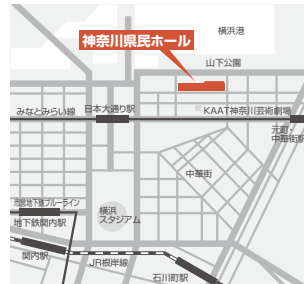 横浜港
神奈川県民ホール
山下公園
みなとみらい線
日本大通り駅
KAAT神奈川芸術劇場
元町・
中華街駅
中華街
市営地下鉄ブルーライン
地下鉄関内駅
横浜
スタジアム
関内駅
JR根岸線
石川町駅